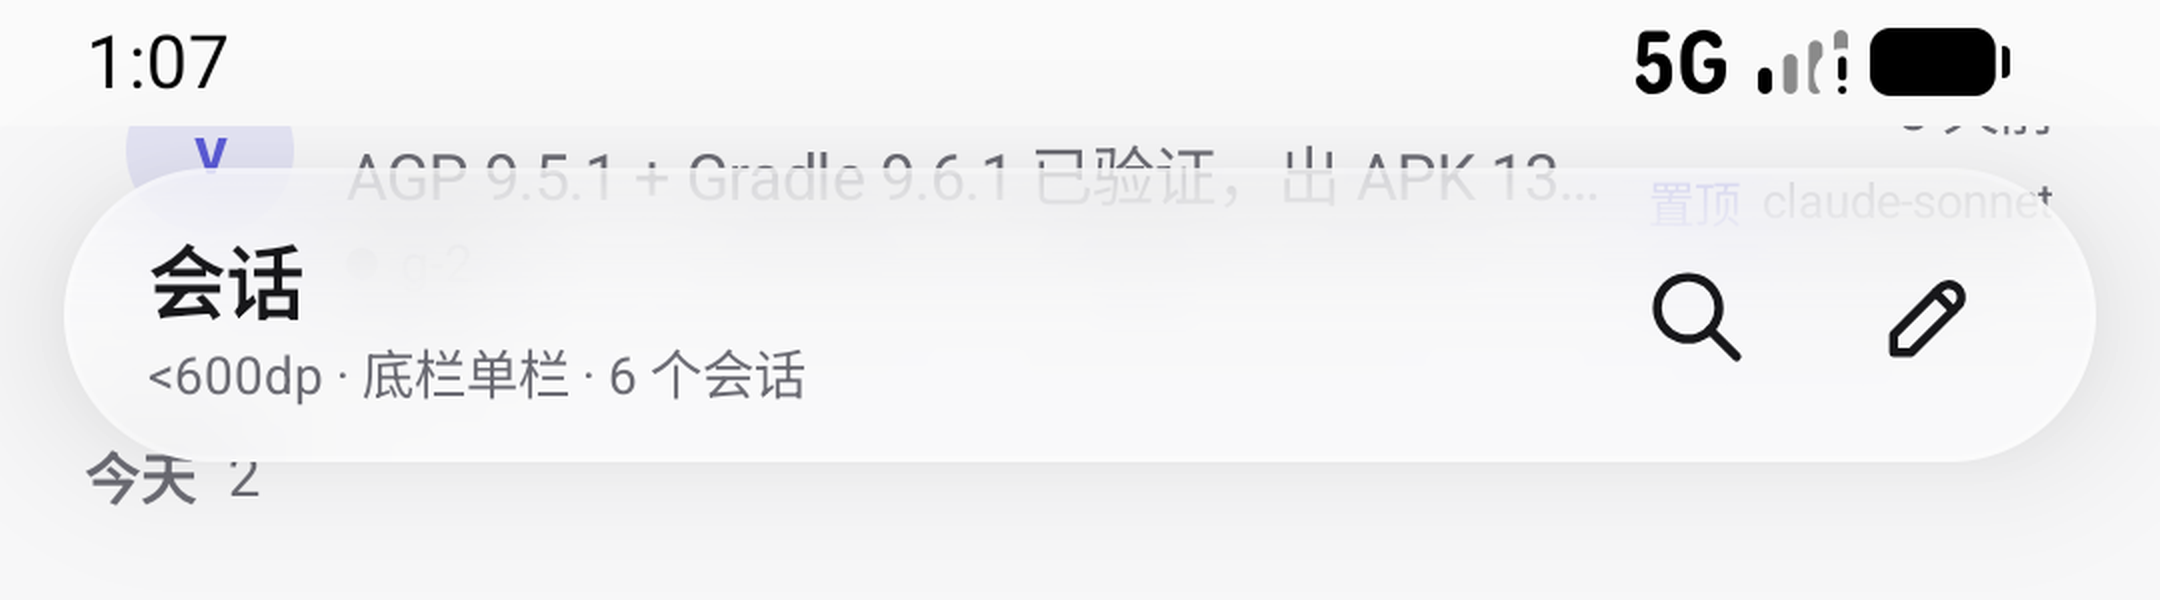 1:07
5G
V
AGP 9.5.1 + Gradle 9.6.1 已验证，出 APK 13…
置顶 claude-sonnet
g-2
会话
<600dp · 底栏单栏 · 6 个会话
今天 2